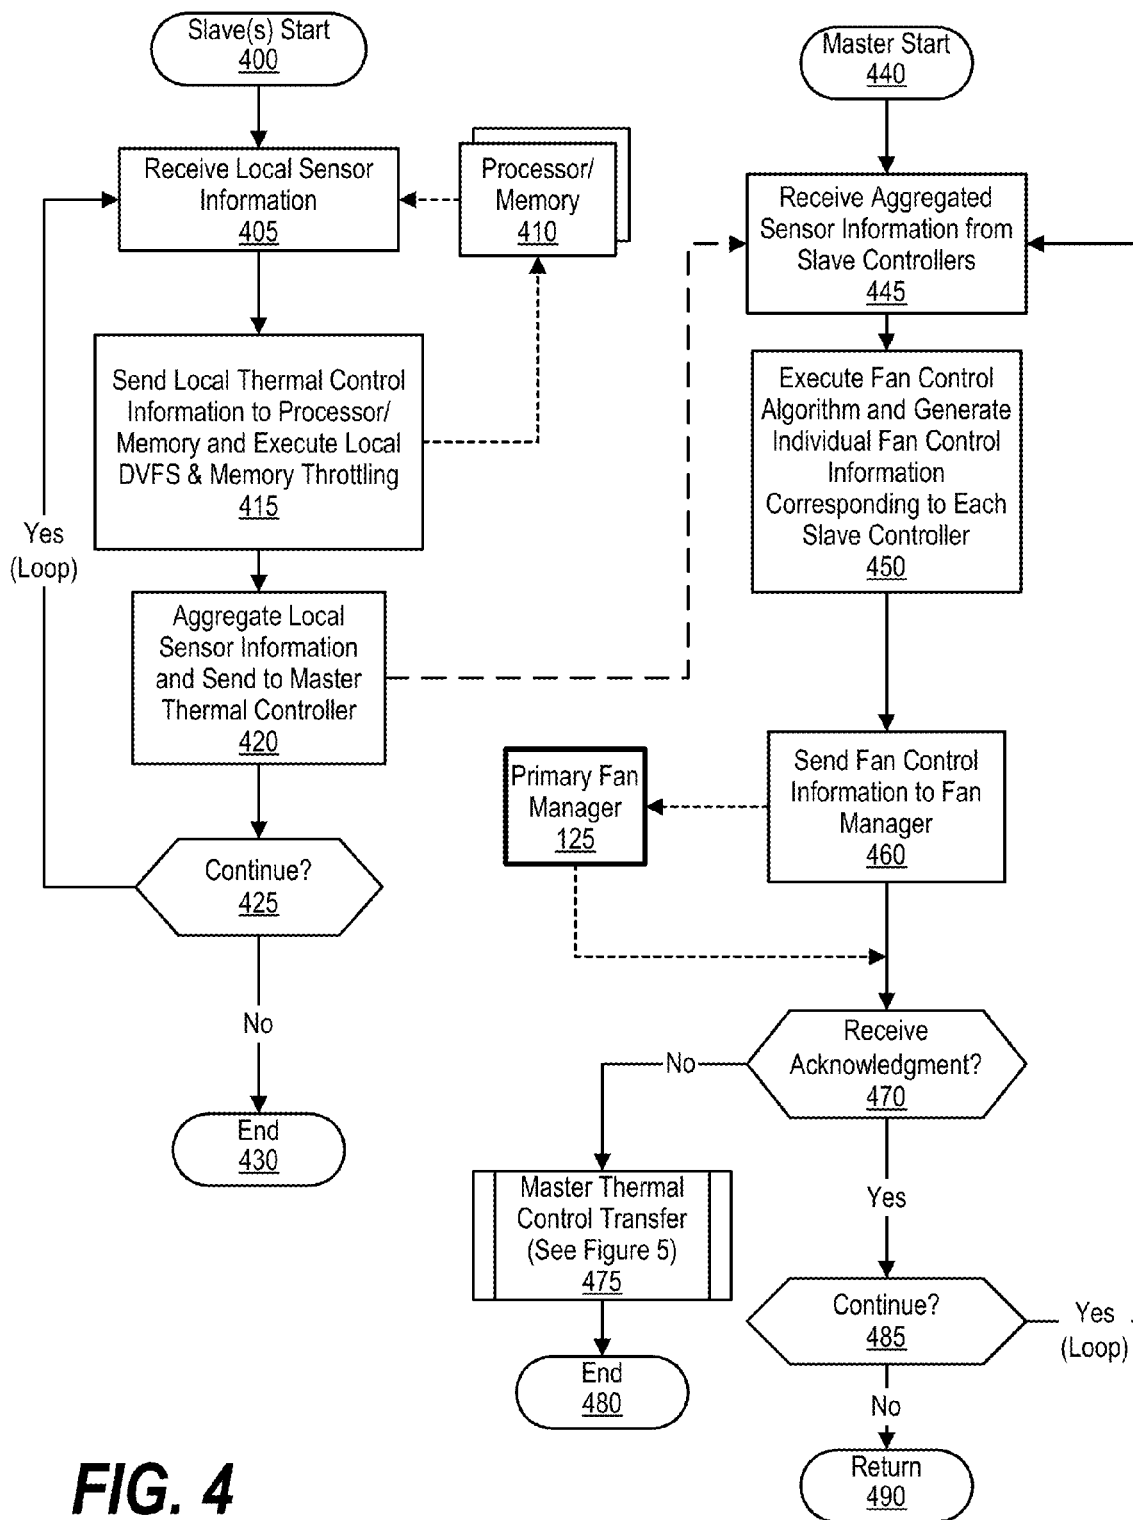 Slave(s) Start
400
Receive Local Sensor
Information
405
Processor/
Memory
410
Send Local Thermal Control
Information to Processor/
Memory and Execute Local
DVFS & Memory Throttling
415
Yes
(Loop)
Aggregate Local
Sensor Information
and Send to Master
Thermal Controller
420
Continue?
425
No
End
430
Master Start
440
Receive Aggregated
Sensor Information from
Slave Controllers
445
Execute Fan Control
Algorithm and Generate
Individual Fan Control
Information
Corresponding to Each
Slave Controller
450
Send Fan Control
Information to Fan
Manager
460
Primary Fan
Manager
125
Receive
Acknowledgment?
470
No
Master Thermal
Control Transfer
(See Figure 5)
475
End
480
Yes
Continue?
485
Yes
(Loop)
No
Return
490
FIG. 4